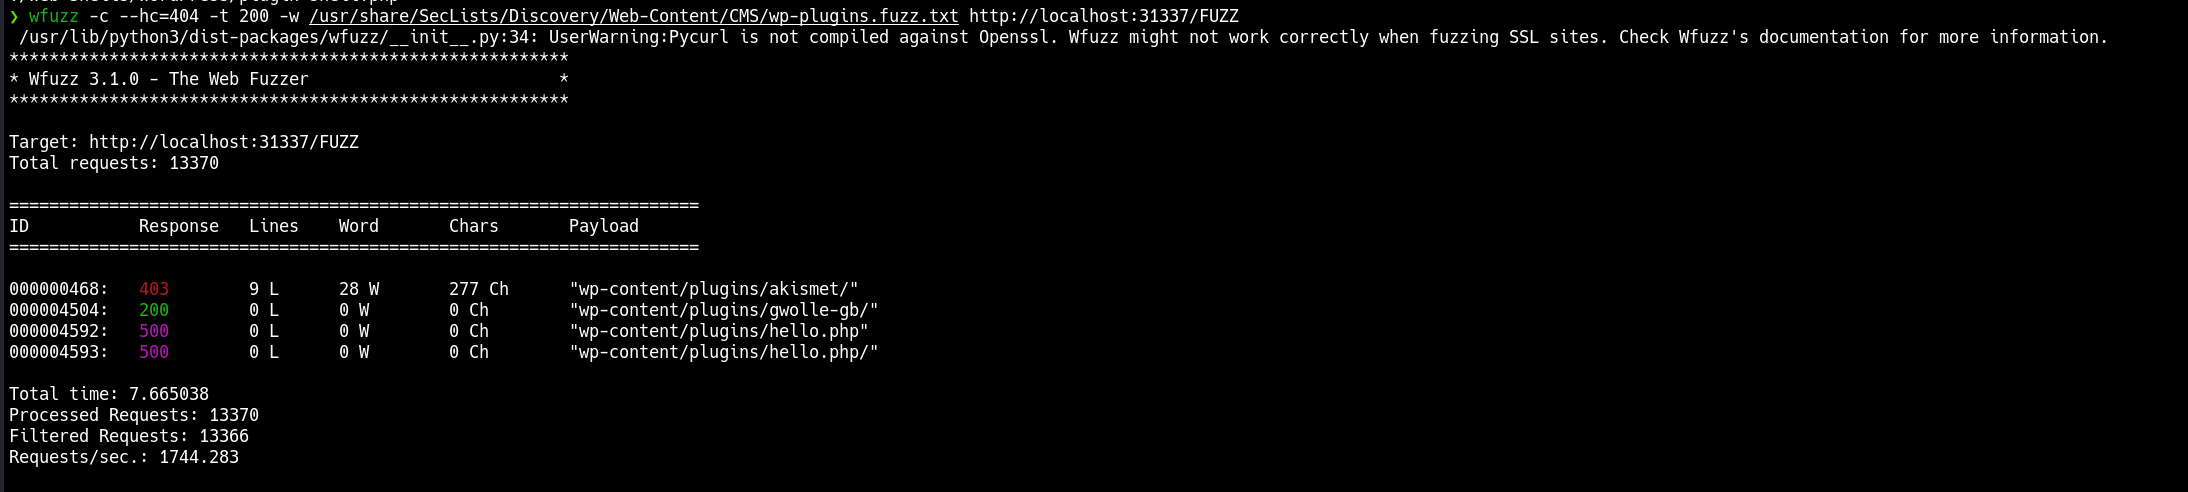 ❯ wfuzz -c --hc=404 -t 200 -w /usr/share/SecLists/Discovery/Web-Content/CMS/wp-plugins.fuzz.txt http://localhost:31337/FUZZ
 /usr/lib/python3/dist-packages/wfuzz/__init__.py:34: UserWarning:Pycurl is not compiled against Openssl. Wfuzz might not work correctly when fuzzing SSL sites. Check Wfuzz's documentation for more information.
********************************************************
* Wfuzz 3.1.0 - The Web Fuzzer                         *
********************************************************

Target: http://localhost:31337/FUZZ
Total requests: 13370

=====================================================================
ID           Response   Lines    Word       Chars       Payload
=====================================================================

000000468:   403        9 L      28 W       277 Ch      "wp-content/plugins/akismet/"
000004504:   200        0 L      0 W        0 Ch        "wp-content/plugins/gwolle-gb/"
000004592:   500        0 L      0 W        0 Ch        "wp-content/plugins/hello.php"
000004593:   500        0 L      0 W        0 Ch        "wp-content/plugins/hello.php/"

Total time: 7.665038
Processed Requests: 13370
Filtered Requests: 13366
Requests/sec.: 1744.283